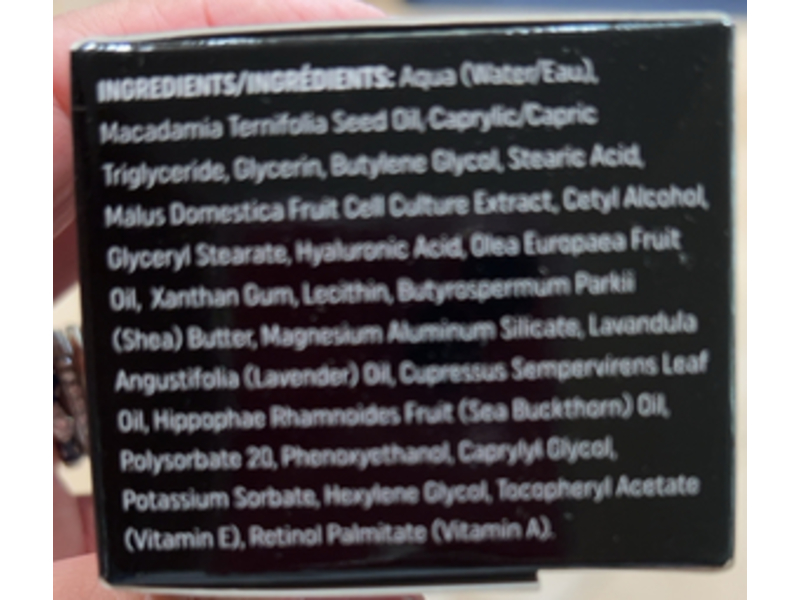 INGREDIENTS/INGRÉDIENTS: Aqua (Water/Eau),
Macadamia Ternifolia Seed Oil, Caprylic/Capric
Triglyceride, Glycerin, Butylene Glycol, Stearic Acid,
Malus Domestica Fruit Cell Culture Extract, Cetyl Alcohol,
Glyceryl Stearate, Hyaluronic Acid, Olea Europaea Fruit
Oil, Xanthan Gum, Lecithin, Butyrospermum Parkii
(Shea) Butter, Magnesium Aluminum Silicate, Lavandula
Angustifolia (Lavender) Oil, Cupressus Sempervirens Leaf
Oil, Hippophae Rhamnoides Fruit (Sea Buckthorn) Oil,
Polysorbate 20, Phenoxyethanol, Caprylyl Glycol,
Potassium Sorbate, Hexylene Glycol, Tocopheryl Acetate
(Vitamin E), Retinol Palmitate (Vitamin A).